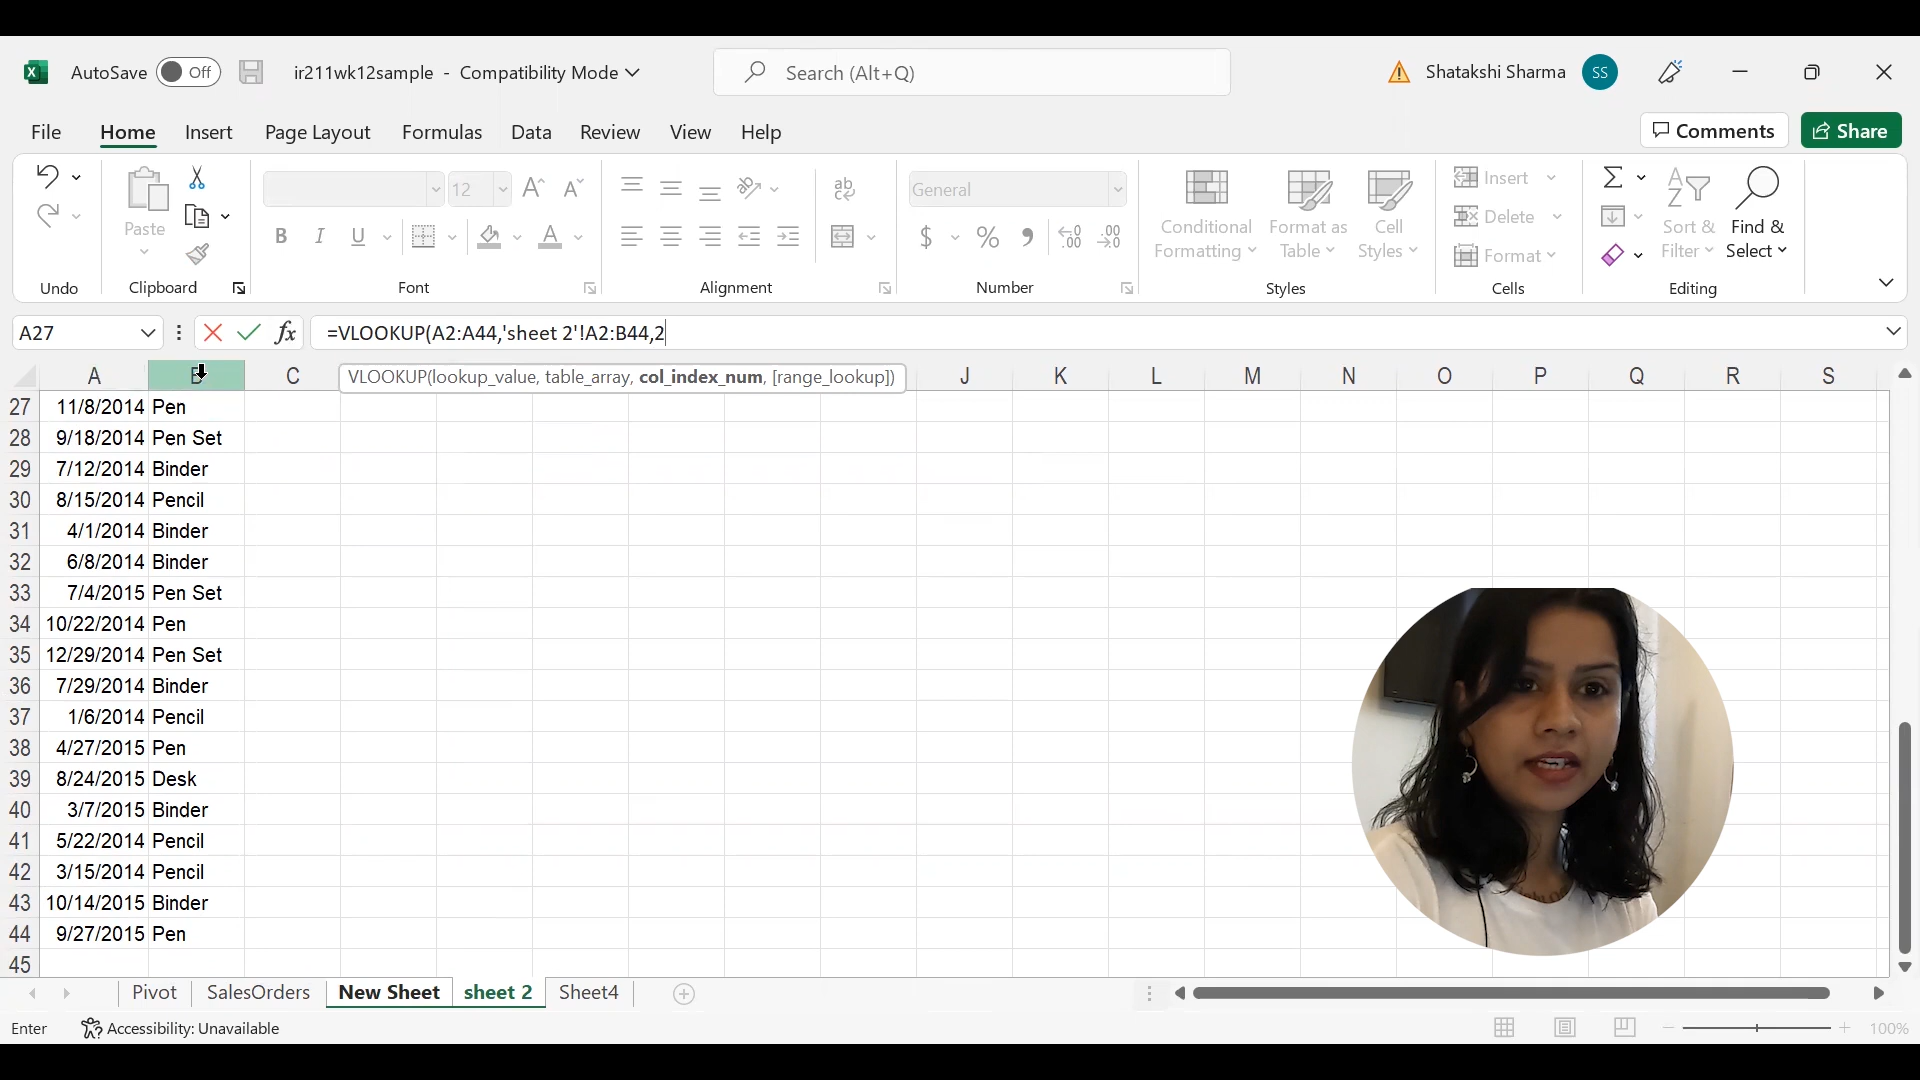 AutoSave Off ir211wk12sample - Compatibility Mode Search (Alt+Q) Shatakshi Sharma SS
File Home Insert Page Layout Formulas Data Review View Help Comments Share
Paste 12 General Conditional Formatting Format as Table Cell Styles Insert Delete Format Sort & Filter Find & Select
Undo Clipboard Font Alignment Number Styles Cells Editing
A27 fx =VLOOKUP(A2:A44,'sheet 2'!A2:B44,2
VLOOKUP(lookup_value, table_array, col_index_num, [range_lookup])
A B C J K L M N O P Q R S
27 11/8/2014 Pen
28 9/18/2014 Pen Set
29 7/12/2014 Binder
30 8/15/2014 Pencil
31 4/1/2014 Binder
32 6/8/2014 Binder
33 7/4/2015 Pen Set
34 10/22/2014 Pen
35 12/29/2014 Pen Set
36 7/29/2014 Binder
37 1/6/2014 Pencil
38 4/27/2015 Pen
39 8/24/2015 Desk
40 3/7/2015 Binder
41 5/22/2014 Pencil
42 3/15/2014 Pencil
43 10/14/2015 Binder
44 9/27/2015 Pen
45
Pivot SalesOrders New Sheet sheet 2 Sheet4
Enter Accessibility: Unavailable 100%